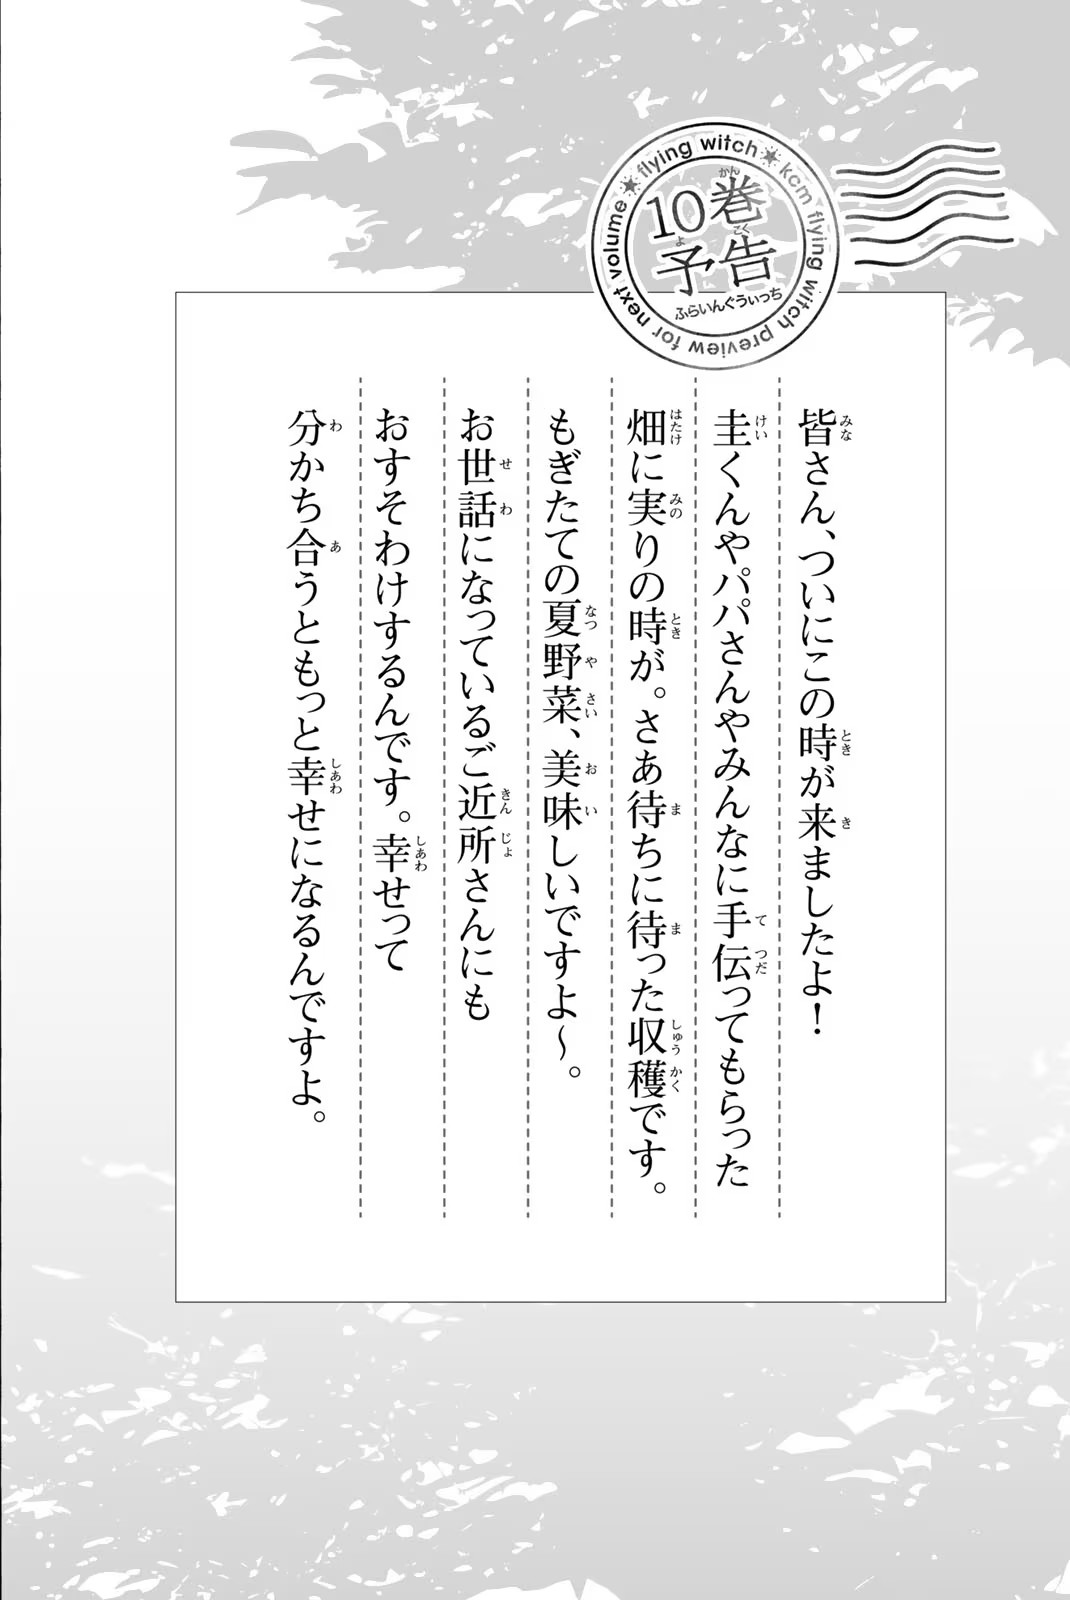 flying witch★kcm flying witch preview for next volume★
10巻
予告
ふらいんぐうぃっち
皆さん、ついにこの時が来ましたよ！
圭くんやパパさんやみんなに手伝ってもらった
畑に実りの時が。さあ待ちに待った収穫です。
もぎたての夏野菜、美味しいですよ～。
お世話になっているご近所さんにも
おすそわけするんです。幸せって
分かち合うともっと幸せになるんですよ。